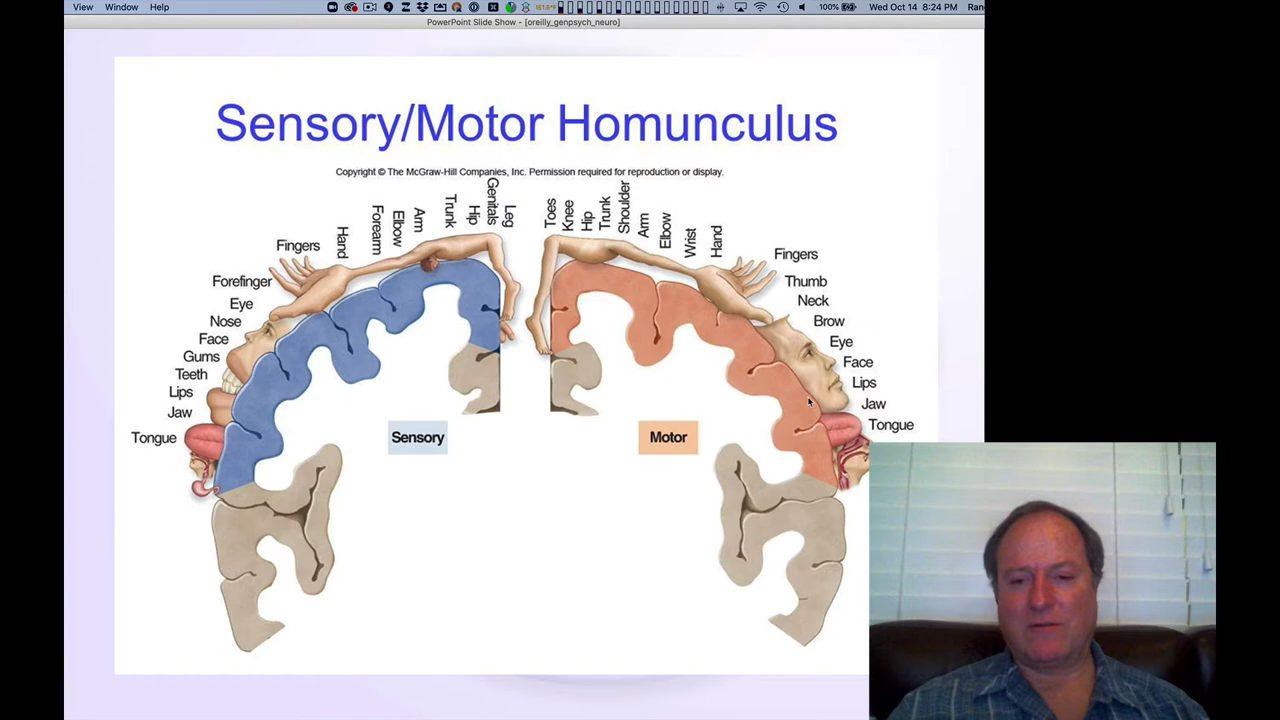 View Window Help
151.0°F
100%
Wed Oct 14 8:24 PM
PowerPoint Slide Show - [oreilly_genpsych_neuro]
Sensory/Motor Homunculus
Copyright © The McGraw-Hill Companies, Inc. Permission required for reproduction or display.
Leg
Genitals
Hip
Trunk
Arm
Elbow
Forearm
Hand
Fingers
Forefinger
Eye
Nose
Face
Gums
Teeth
Lips
Jaw
Tongue
Sensory
Toes
Knee
Hip
Trunk
Shoulder
Arm
Elbow
Wrist
Hand
Fingers
Thumb
Neck
Brow
Eye
Face
Lips
Jaw
Tongue
Motor